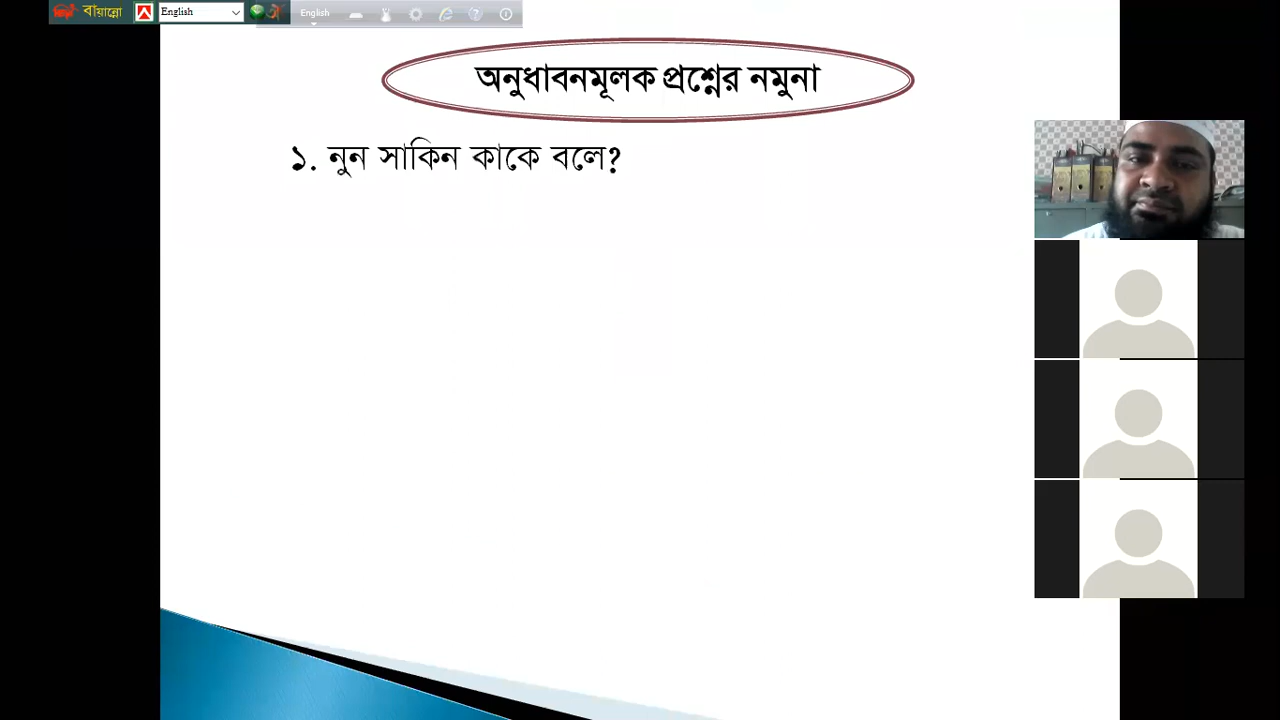 বায়ান্নো English English
অনুধাবনমূলক প্রশ্নের নমুনা
১. নুন সাকিন কাকে বলে?